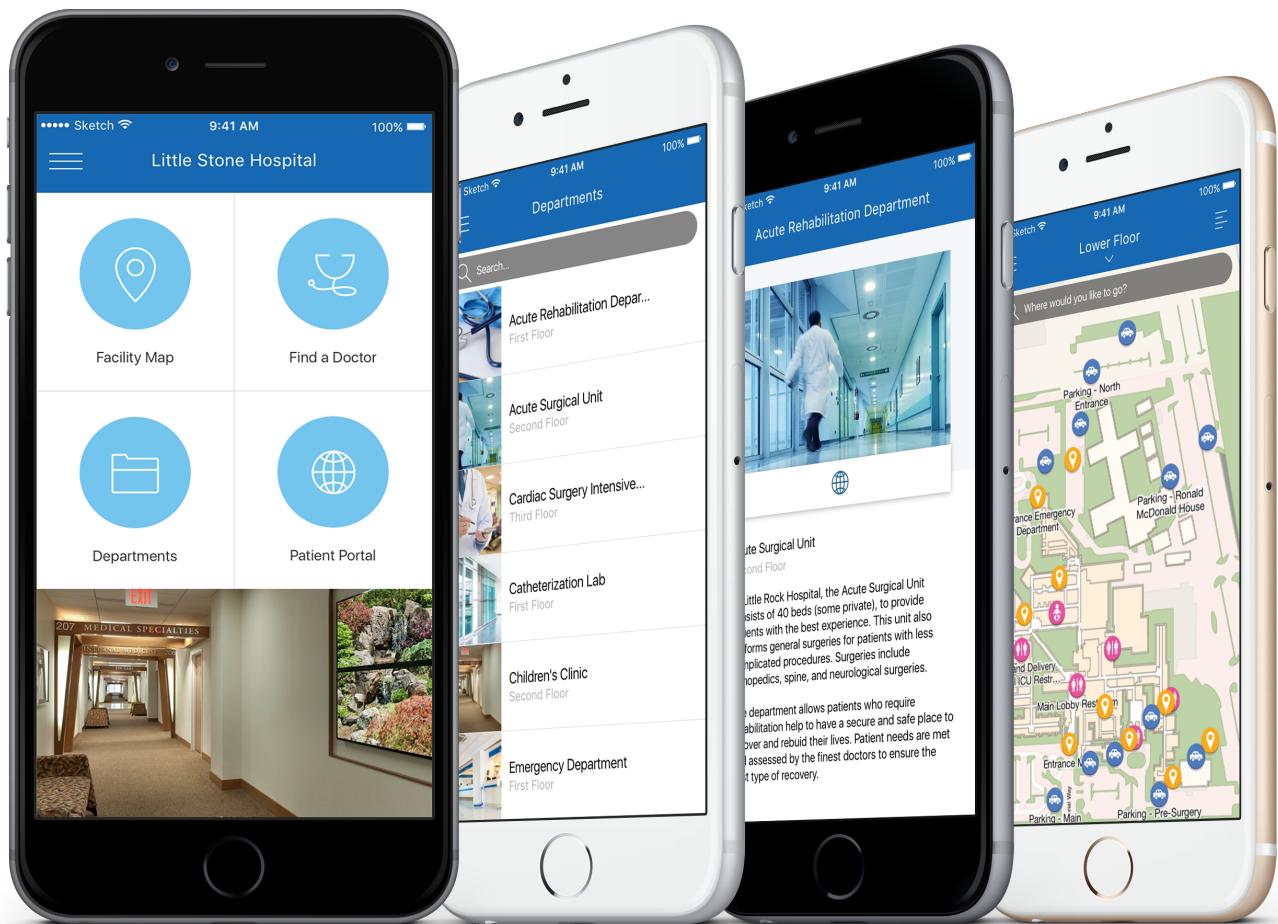 Sketch 9:41 AM 100%
Little Stone Hospital
Facility Map
Find a Doctor
Departments
Patient Portal
EXIT
207 MEDICAL SPECIALTIES
Sketch 9:41 AM 100%
Departments
Search...
Acute Rehabilitation Depar...
First Floor
Acute Surgical Unit
Second Floor
Cardiac Surgery Intensive...
Third Floor
Catheterization Lab
First Floor
Children's Clinic
Second Floor
Emergency Department
First Floor
ketch 9:41 AM 100%
Acute Rehabilitation Department
ute Surgical Unit
ond Floor
Little Rock Hospital, the Acute Surgical Unit
sists of 40 beds (some private), to provide
ents with the best experience. This unit also
forms general surgeries for patients with less
mplicated procedures. Surgeries include
hopedics, spine, and neurological surgeries.
e department allows patients who require
abilitation help to have a secure and safe place to
over and rebuid their lives. Patient needs are met
assessed by the finest doctors to ensure the
t type of recovery.
Sketch 9:41 AM 100%
Lower Floor
Where would you like to go?
Parking - North
Entrance
Parking - Ronald
McDonald House
rance Emergency
Department
and Delivery
ICU Restr...
Main Lobby Rest m
Entrance M
Parking - Main
Parking - Pre-Surgery